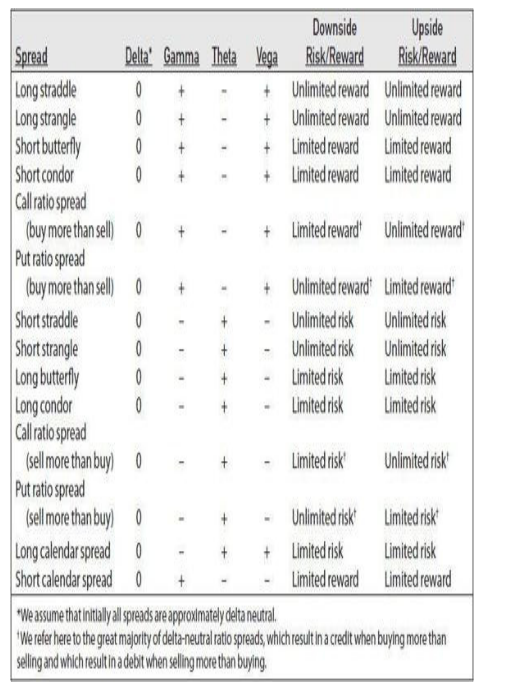 Downside Upside
Spread Delta* Gamma Theta Vega Risk/Reward Risk/Reward
Long straddle 0 + - + Unlimited reward Unlimited reward
Long strangle 0 + - + Unlimited reward Unlimited reward
Short butterfly 0 + - + Limited reward Limited reward
Short condor 0 + - + Limited reward Limited reward
Call ratio spread
(buy more than sell) 0 + - + Limited reward† Unlimited reward†
Put ratio spread
(buy more than sell) 0 + - + Unlimited reward† Limited reward†
Short straddle 0 - + - Unlimited risk Unlimited risk
Short strangle 0 - + - Unlimited risk Unlimited risk
Long butterfly 0 - + - Limited risk Limited risk
Long condor 0 - + - Limited risk Limited risk
Call ratio spread
(sell more than buy) 0 - + - Limited risk† Unlimited risk†
Put ratio spread
(sell more than buy) 0 - + - Unlimited risk† Limited risk†
Long calendar spread 0 - + + Limited risk Limited risk
Short calendar spread 0 + - - Limited reward Limited reward
*We assume that initially all spreads are approximately delta neutral.
†We refer here to the great majority of delta-neutral ratio spreads, which result in a credit when buying more than
selling and which result in a debit when selling more than buying.